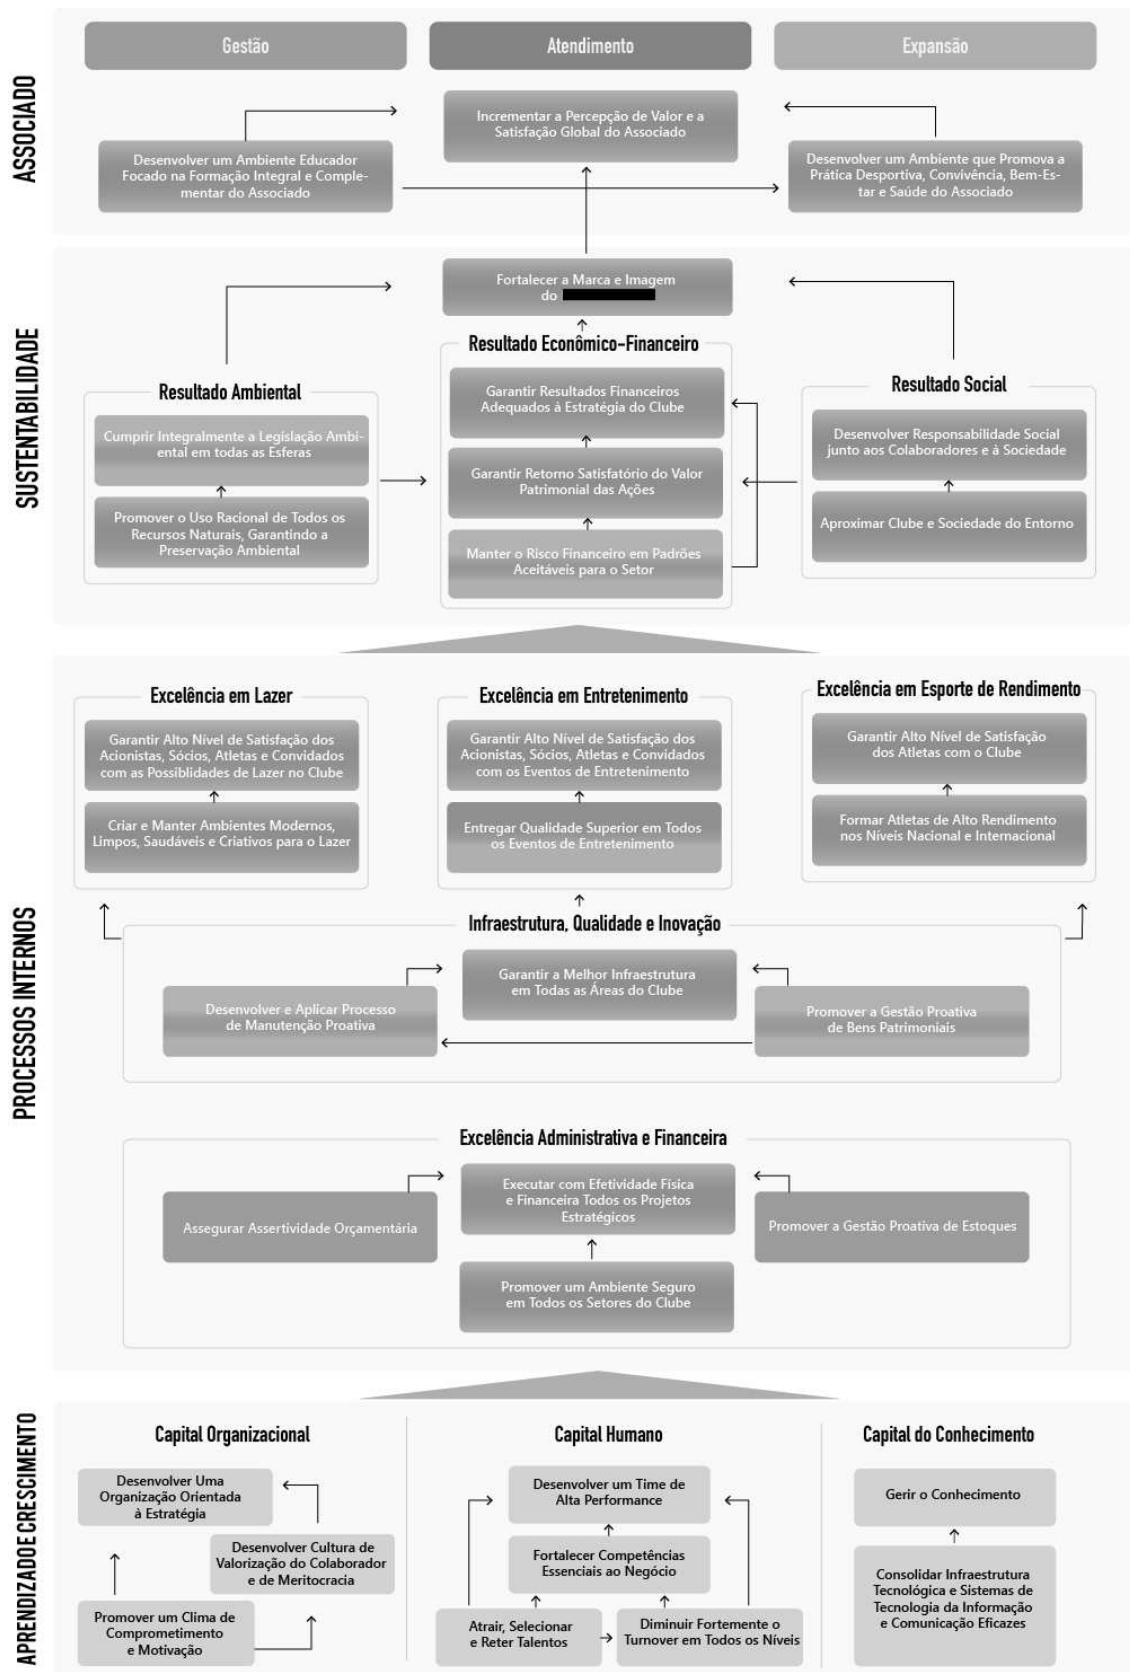 Gestão
Atendimento
Expansão
ASSOCIADO
Incrementar a Percepção de Valor e a
Satisfação Global do Associado
Desenvolver um Ambiente Educador
Focado na Formação Integral e Comple-
mentar do Associado
Desenvolver um Ambiente que Promova a
Prática Desportiva, Convivência, Bem-Es-
tar e Saúde do Associado
SUSTENTABILIDADE
Fortalecer a Marca e Imagem
do
Resultado Ambiental
Cumprir Integralmente a Legislação Ambi-
ental em todas as Esferas
Promover o Uso Racional de Todos os
Recursos Naturais, Garantindo a
Preservação Ambiental
Resultado Econômico-Financeiro
Garantir Resultados Financeiros
Adequados à Estratégia do Clube
Garantir Retorno Satisfatório do Valor
Patrimonial das Ações
Manter o Risco Financeiro em Padrões
Aceitáveis para o Setor
Resultado Social
Desenvolver Responsabilidade Social
junto aos Colaboradores e à Sociedade
Aproximar Clube e Sociedade do Entorno
PROCESSOS INTERNOS
Excelência em Lazer
Garantir Alto Nível de Satisfação dos
Acionistas, Sócios, Atletas e Convidados
com as Possiblidades de Lazer no Clube
Criar e Manter Ambientes Modernos,
Limpos, Saudáveis e Criativos para o Lazer
Excelência em Entretenimento
Garantir Alto Nível de Satisfação dos
Acionistas, Sócios, Atletas e Convidados
com os Eventos de Entretenimento
Entregar Qualidade Superior em Todos
os Eventos de Entretenimento
Excelência em Esporte de Rendimento
Garantir Alto Nível de Satisfação
dos Atletas com o Clube
Formar Atletas de Alto Rendimento
nos Níveis Nacional e Internacional
Infraestrutura, Qualidade e Inovação
Garantir a Melhor Infraestrutura
em Todas as Áreas do Clube
Desenvolver e Aplicar Processo
de Manutenção Proativa
Promover a Gestão Proativa
de Bens Patrimoniais
Excelência Administrativa e Financeira
Executar com Efetividade Física
e Financeira Todos os Projetos
Estratégicos
Assegurar Assertividade Orçamentária
Promover a Gestão Proativa de Estoques
Promover um Ambiente Seguro
em Todos os Setores do Clube
APRENDIZADO E CRESCIMENTO
Capital Organizacional
Desenvolver Uma
Organização Orientada
à Estratégia
Desenvolver Cultura de
Valorização do Colaborador
e de Meritocracia
Promover um Clima de
Comprometimento
e Motivação
Capital Humano
Desenvolver um Time de
Alta Performance
Fortalecer Competências
Essenciais ao Negócio
Atrair, Selecionar
e Reter Talentos
Diminuir Fortemente o
Turnover em Todos os Níveis
Capital do Conhecimento
Gerir o Conhecimento
Consolidar Infraestrutura
Tecnológica e Sistemas de
Tecnologia da Informação
e Comunicação Eficazes